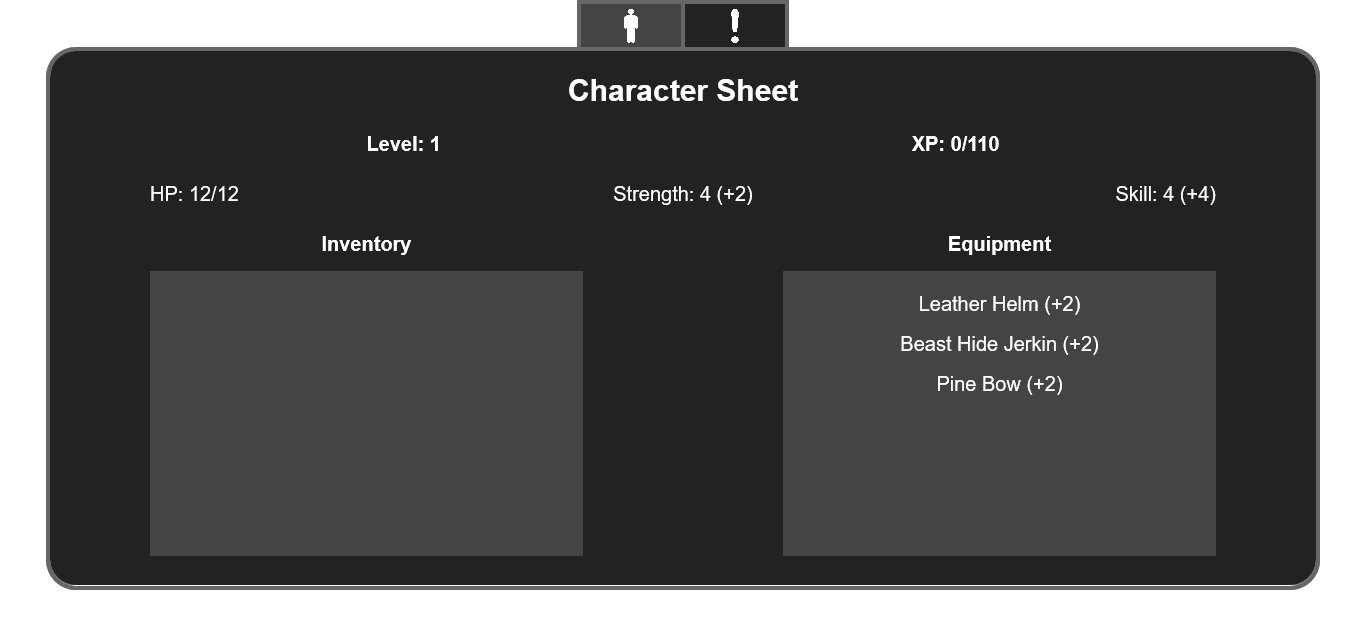 Character Sheet
Level: 1
XP: 0/110
HP: 12/12
Strength: 4 (+2)
Skill: 4 (+4)
Inventory
Equipment
Leather Helm (+2)
Beast Hide Jerkin (+2)
Pine Bow (+2)